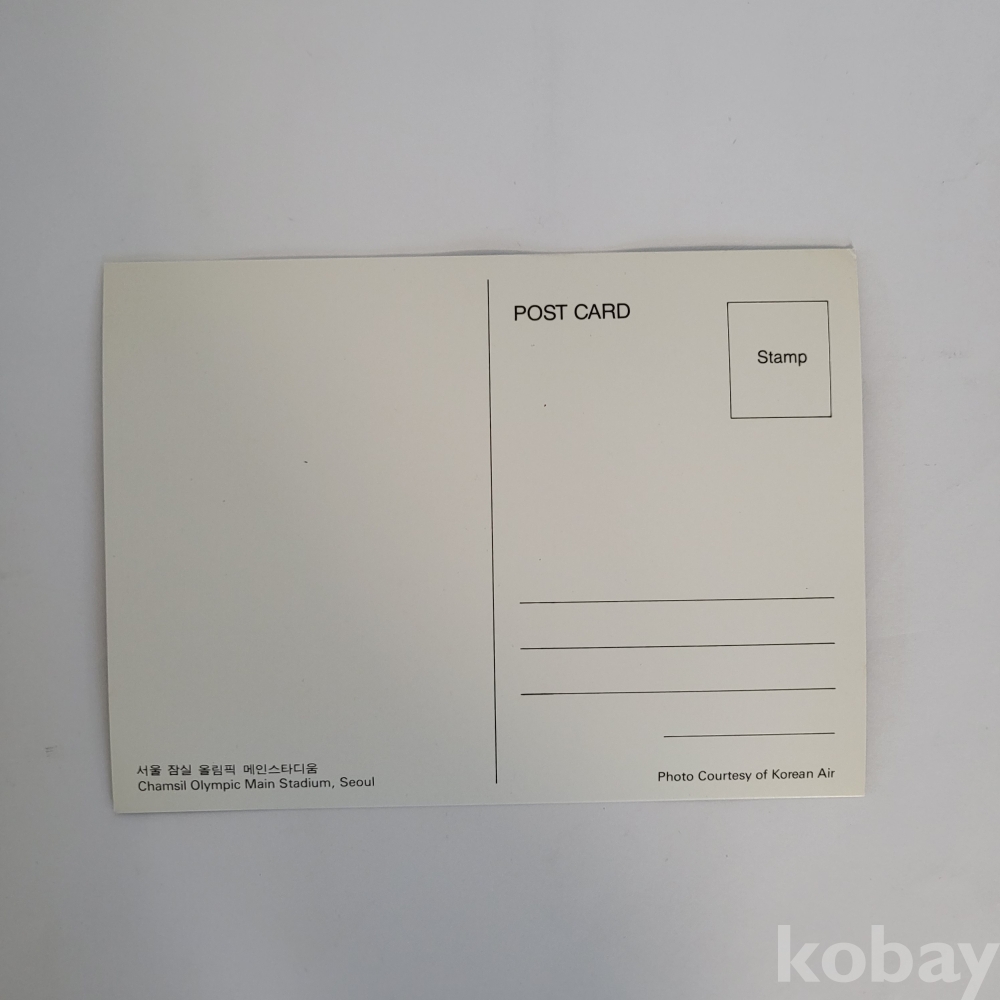 POST CARD
Stamp
서울 잠실 올림픽 메인스타디움
Chamsil Olympic Main Stadium, Seoul
Photo Courtesy of Korean Air
kobay